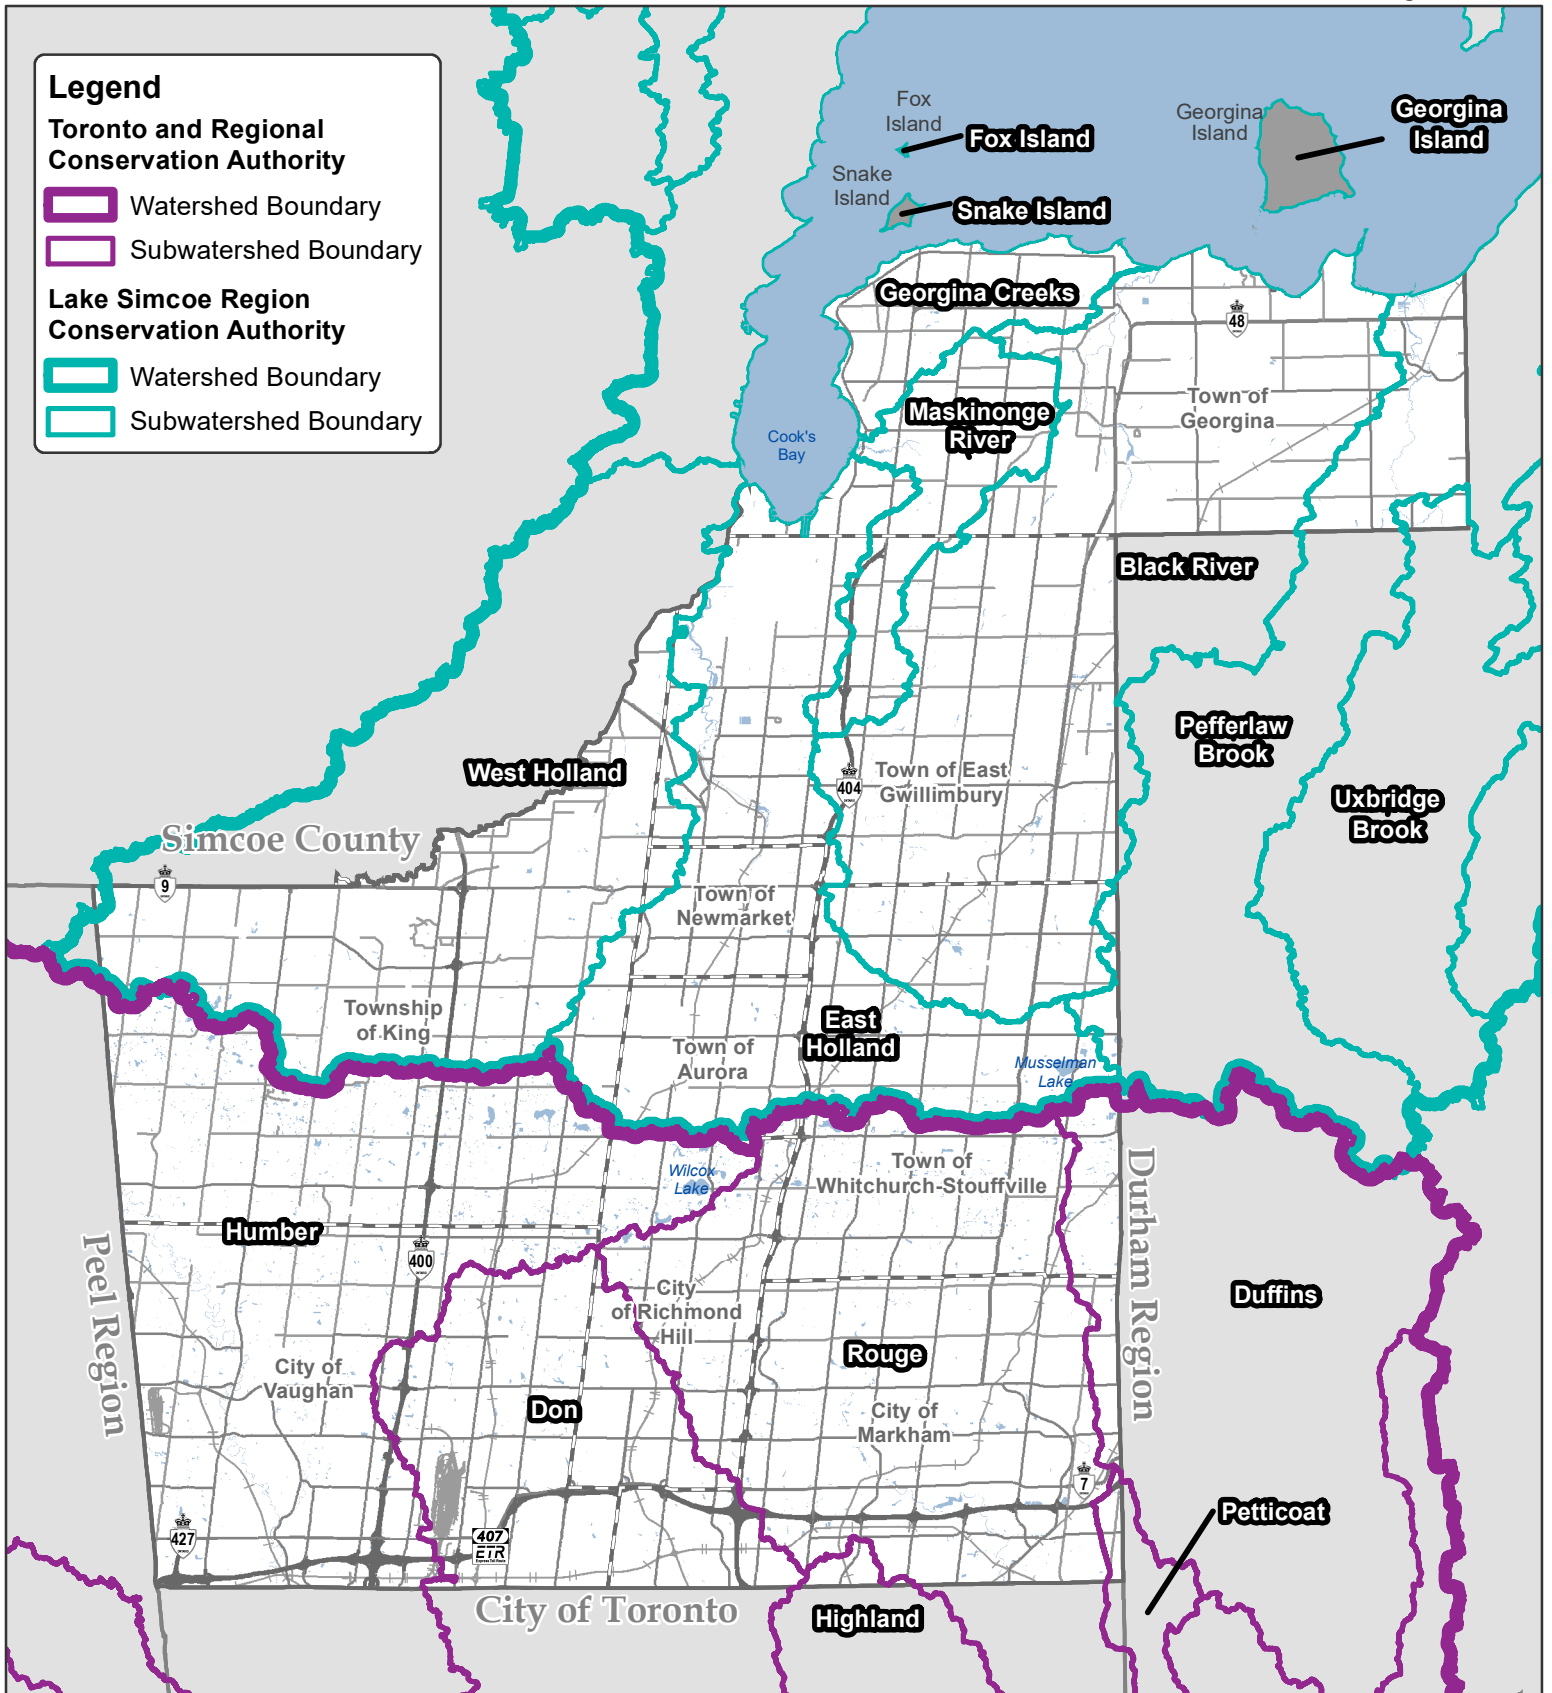 Legend
Toronto and Regional
Conservation Authority
Watershed Boundary
Subwatershed Boundary
Lake Simcoe Region
Conservation Authority
Watershed Boundary
Subwatershed Boundary
Fox
Island
Fox Island
Snake
Island
Snake Island
Georgina
Island
Georgina
Island
Georgina Creeks
48
Town of
Georgina
Maskinonge
River
Cook's
Bay
Black River
Pefferlaw
Brook
Uxbridge
Brook
West Holland
Town of East
Gwillimbury
404
Simcoe County
9
Town of
Newmarket
Township
of King
East
Holland
Town of
Aurora
Musselman
Lake
Wilcox
Lake
Town of
Whitchurch-Stouffville
Durham Region
Humber
400
Peel Region
City
of Richmond
Hill
Duffins
Rouge
City of
Vaughan
Don
City of
Markham
7
Petticoat
427
407
ETR
City of Toronto
Highland